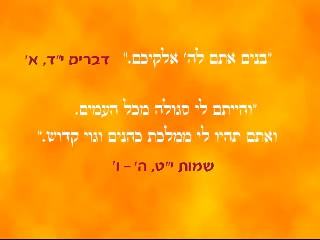 "בנים אתם לה' אלקיכם." דברים י"ד, א'
"והייתם לי סגולה מכל העמים.
ואתם תהיו לי ממלכת כהנים וגוי קדוש."
שמות י"ט, ה' – ו'